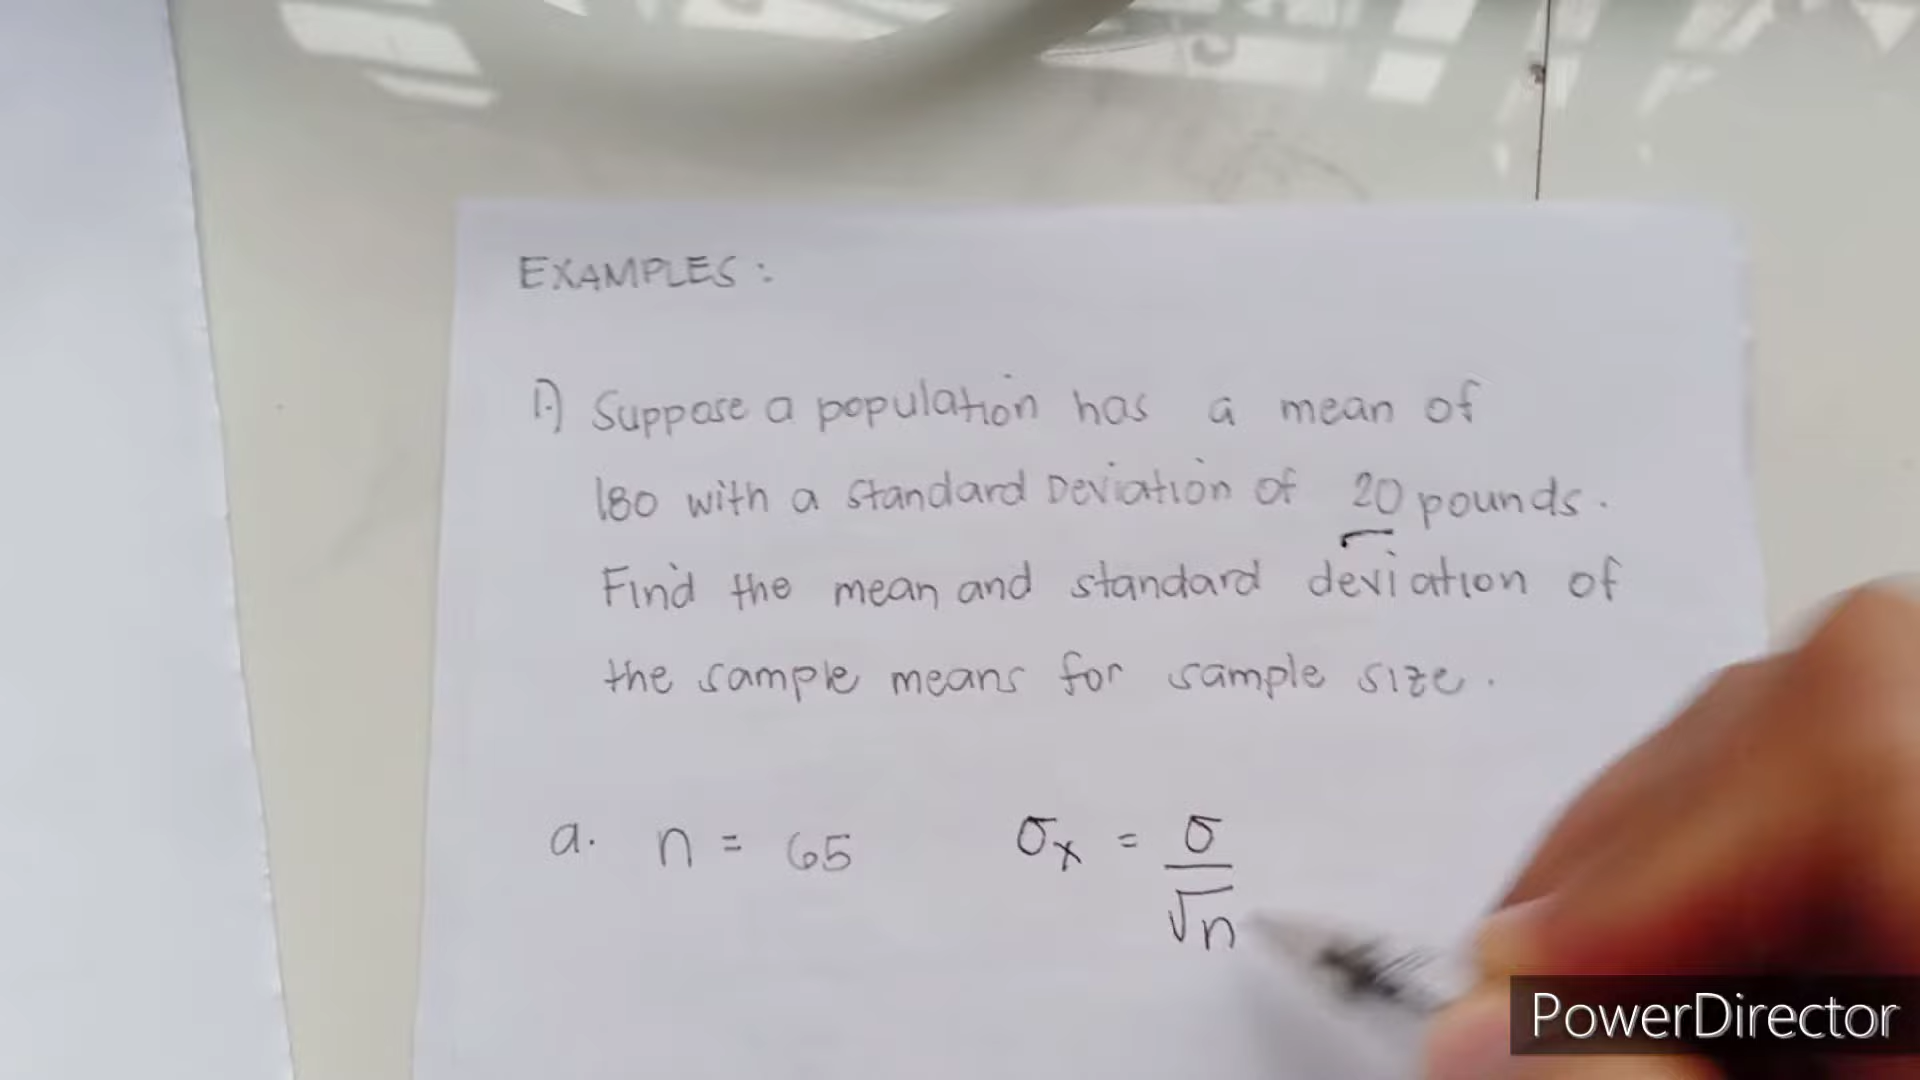 EXAMPLES:
1.) Suppose a population has a mean of
180 with a standard Deviation of 20 pounds.
Find the mean and standard deviation of
the sample means for sample size.
a. n = 65 σx = σ
√n
PowerDirector